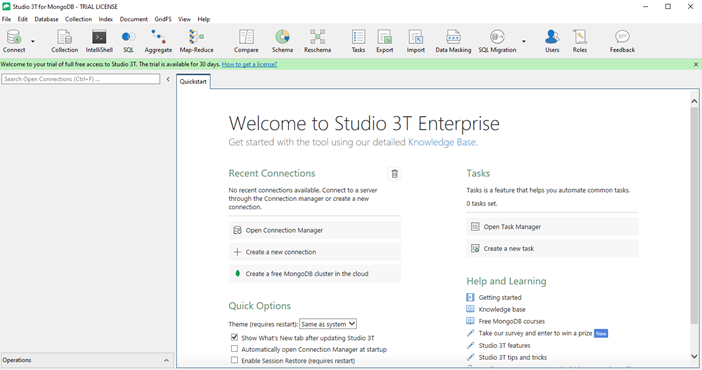 Studio 3T for MongoDB - TRIAL LICENSE
File Edit Database Collection Index Document GridFS View Help
Connect Collection IntelliShell SQL Aggregate Map-Reduce Compare Schema Reschema Tasks Export Import Data Masking SQL Migration Users Roles Feedback
Welcome to your trial of full free access to Studio 3T. The trial is available for 30 days. How to get a license?
Search Open Connections (Ctrl+F) ...
Quickstart
Welcome to Studio 3T Enterprise
Get started with the tool using our detailed Knowledge Base.
Recent Connections
No recent connections available. Connect to a server
through the Connection manager or create a new
connection.
Open Connection Manager
Create a new connection
Create a free MongoDB cluster in the cloud
Quick Options
Theme (requires restart): Same as system
Show What's New tab after updating Studio 3T
Automatically open Connection Manager at startup
Enable Session Restore (requires restart)
Tasks
Tasks is a feature that helps you automate common tasks.
0 tasks set.
Open Task Manager
Create a new task
Help and Learning
Getting started
Knowledge base
Free MongoDB courses
Take our survey and enter to win a prize New
Studio 3T features
Studio 3T tips and tricks
Operations